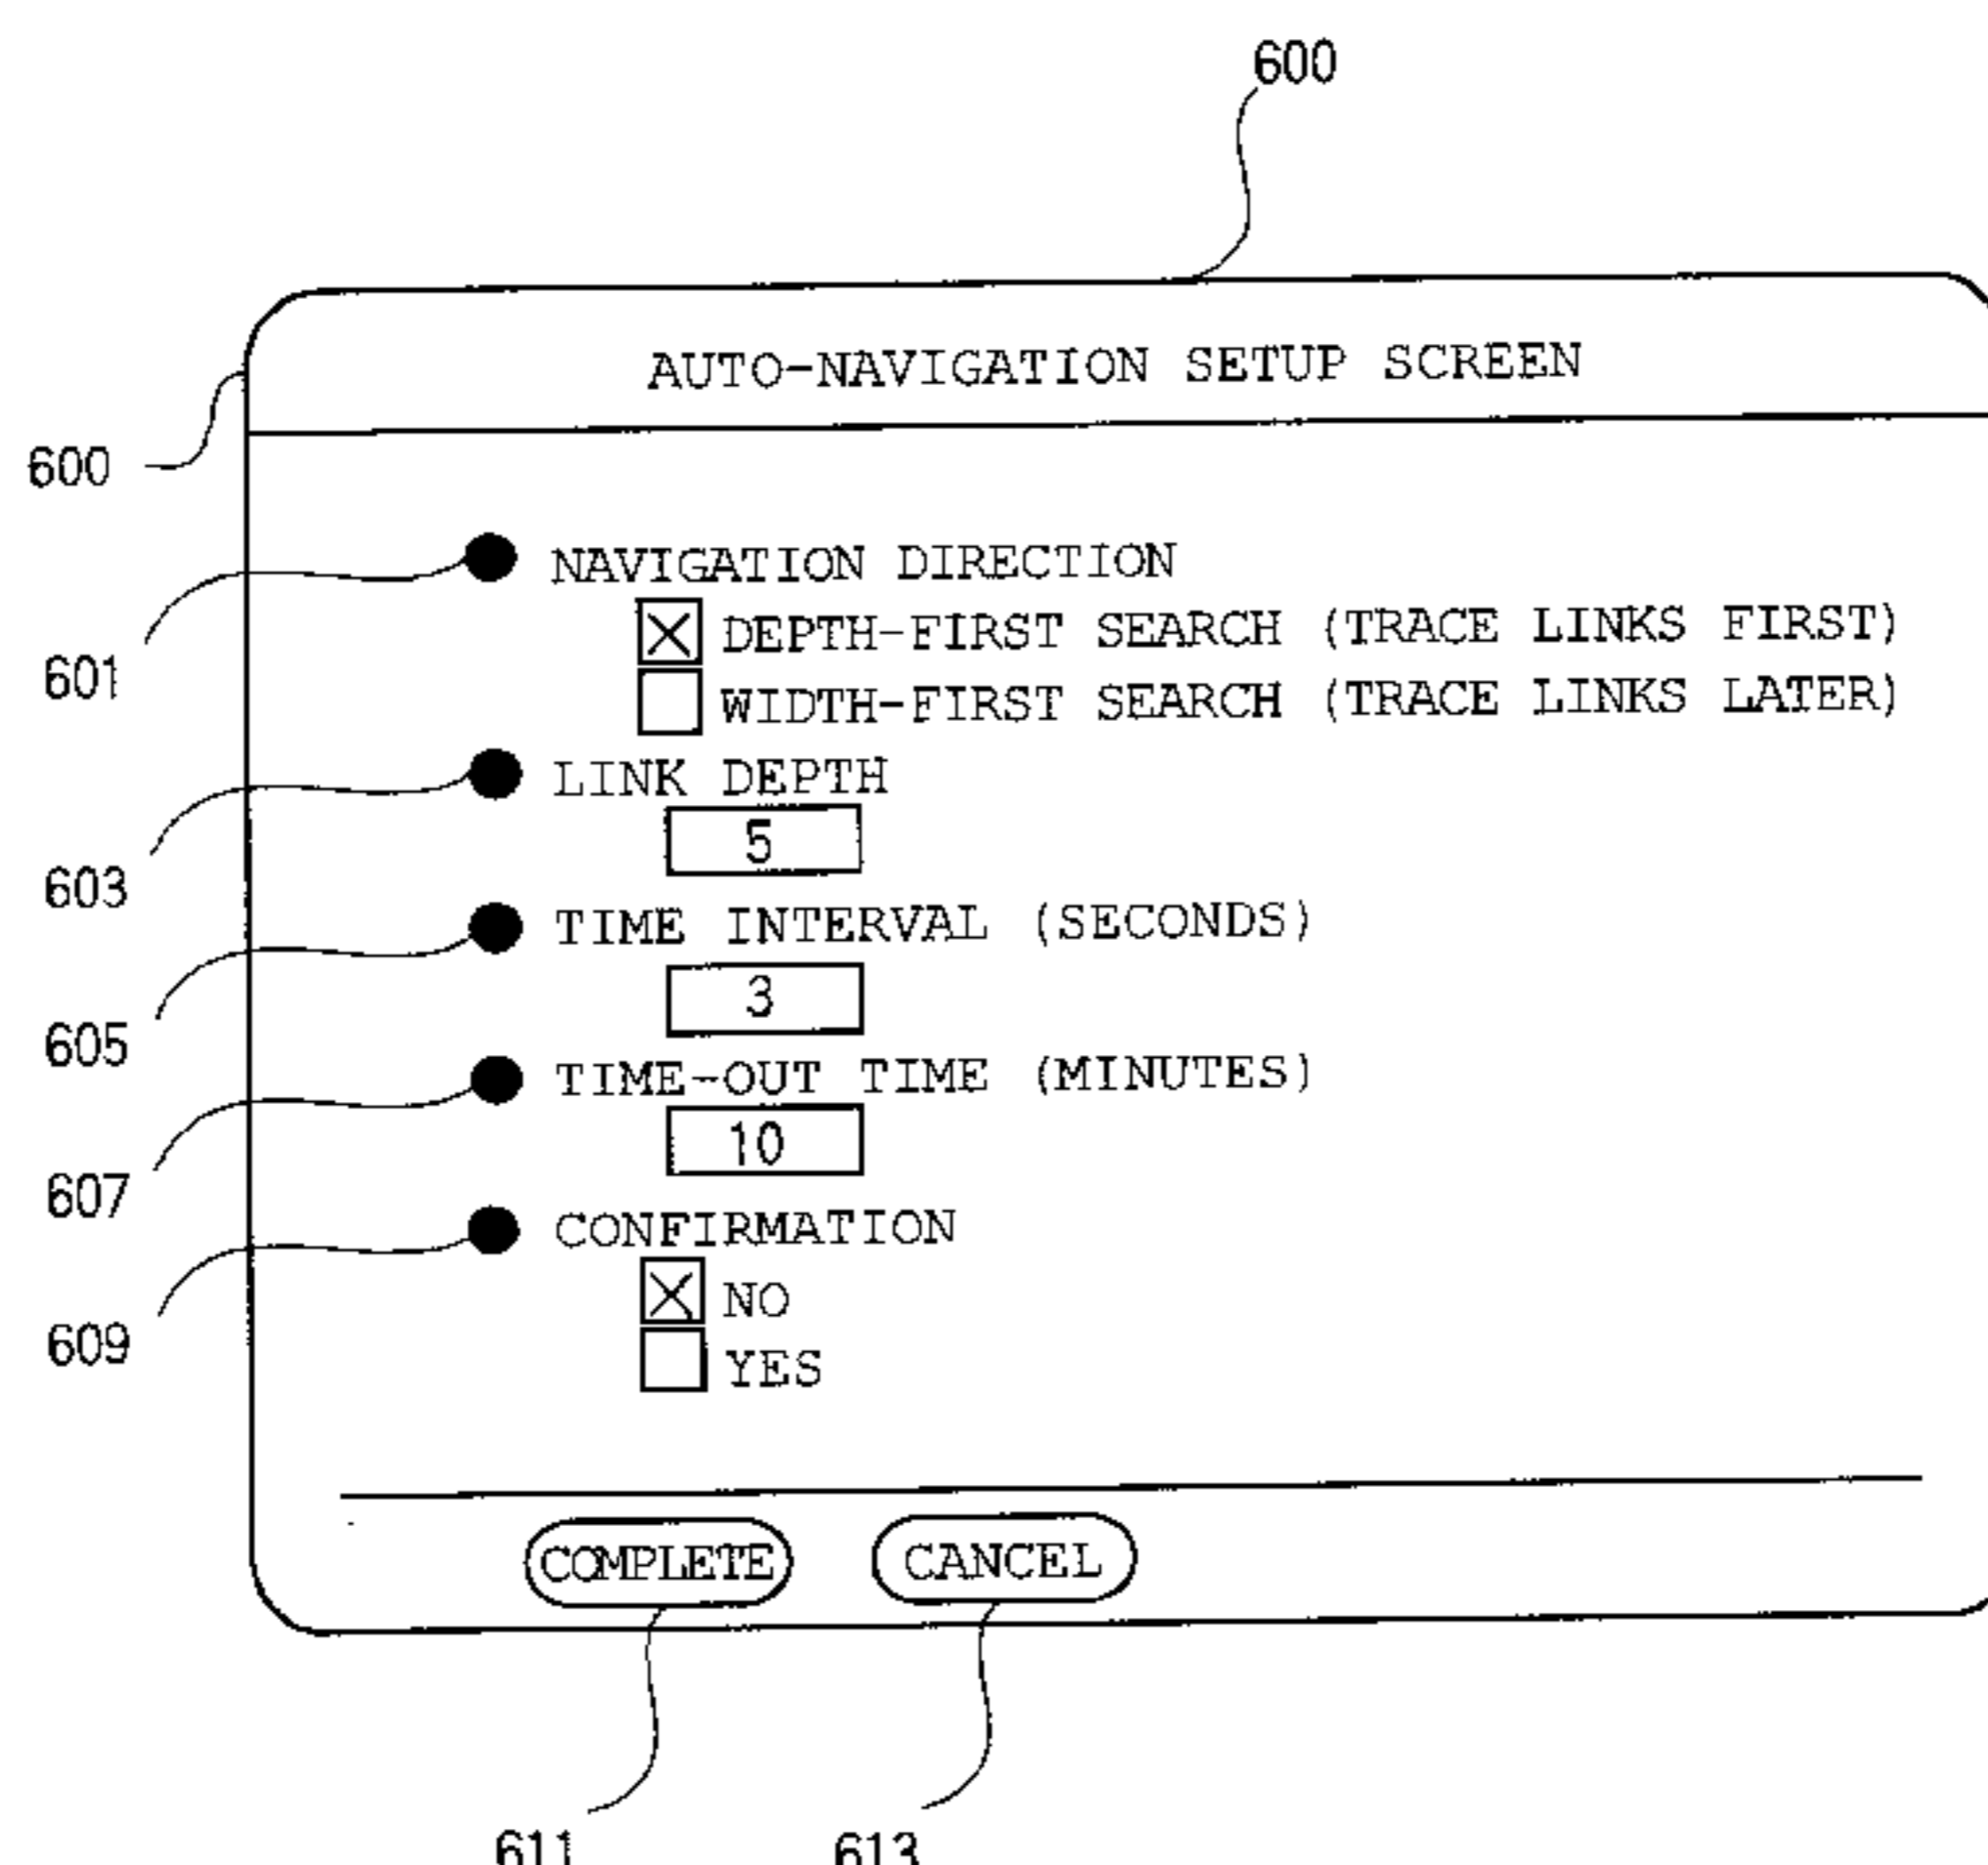 600
AUTO-NAVIGATION SETUP SCREEN
600
NAVIGATION DIRECTION
DEPTH-FIRST SEARCH (TRACE LINKS FIRST)
601
WIDTH-FIRST SEARCH (TRACE LINKS LATER)
LINK DEPTH
5
603
TIME INTERVAL (SECONDS)
3
605
TIME-OUT TIME (MINUTES)
10
607
CONFIRMATION
NO
609
YES
COMPLETE CANCEL
611 613